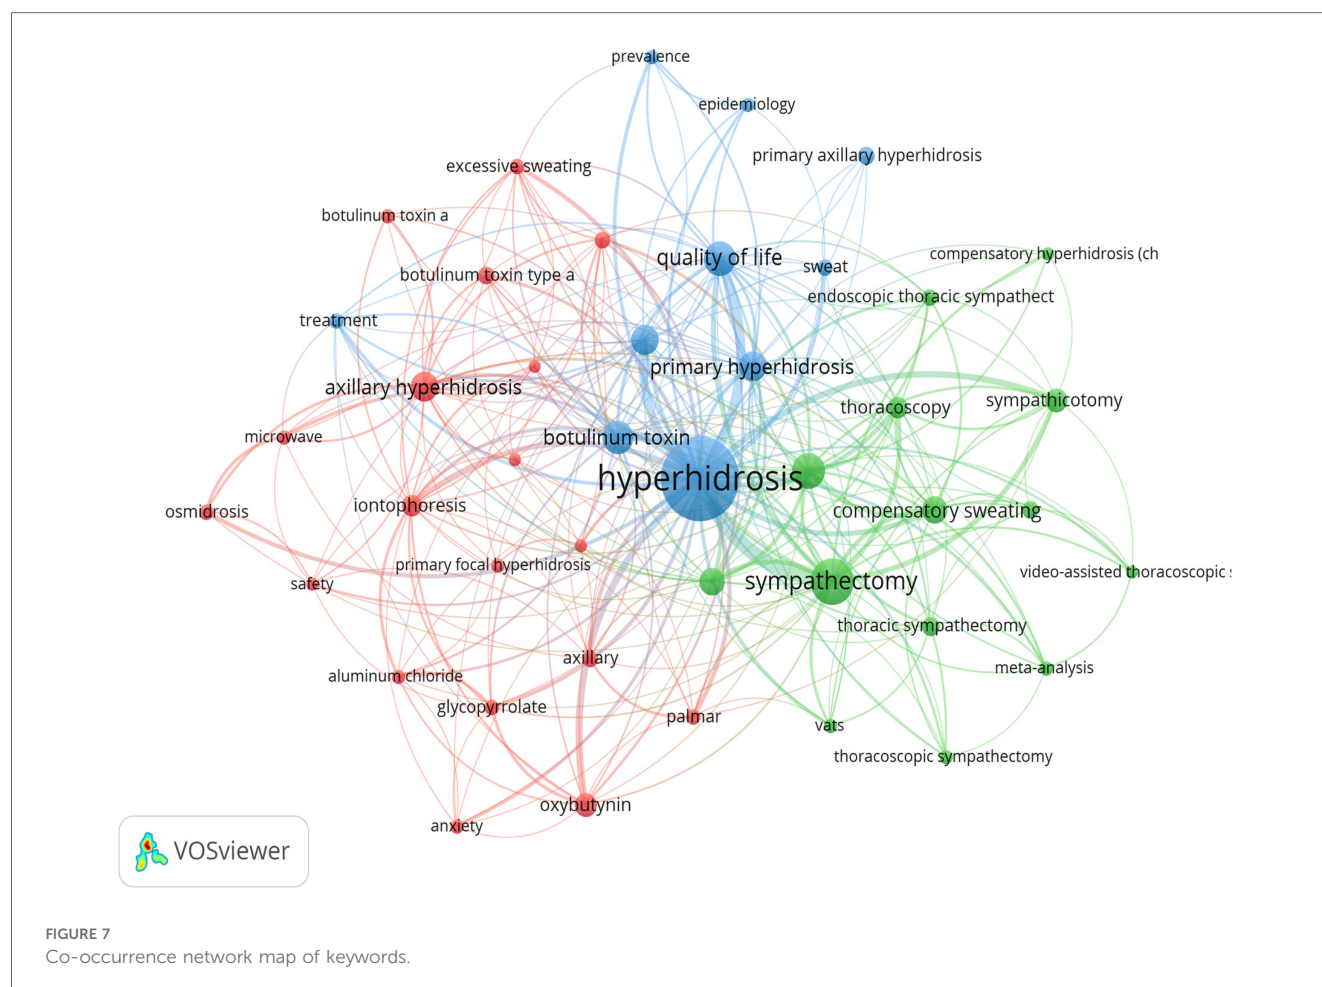 prevalence
epidemiology
primary axillary hyperhidrosis
excessive sweating
botulinum toxin a
compensatory hyperhidrosis (ch
quality of life
sweat
botulinum toxin type a
endoscopic thoracic sympathect
treatment
primary hyperhidrosis
axillary hyperhidrosis
sympathicotomy
thoracoscopy
microwave
botulinum toxin
hyperhidrosis
iontophoresis
osmidrosis
compensatory sweating
primary focal hyperhidrosis
video-assisted thoracoscopic s
safety
sympathectomy
thoracic sympathectomy
axillary
meta-analysis
aluminum chloride
glycopyrrolate
palmar
vats
thoracoscopic sympathectomy
oxybutynin
anxiety
VOSviewer
FIGURE 7
Co-occurrence network map of keywords.